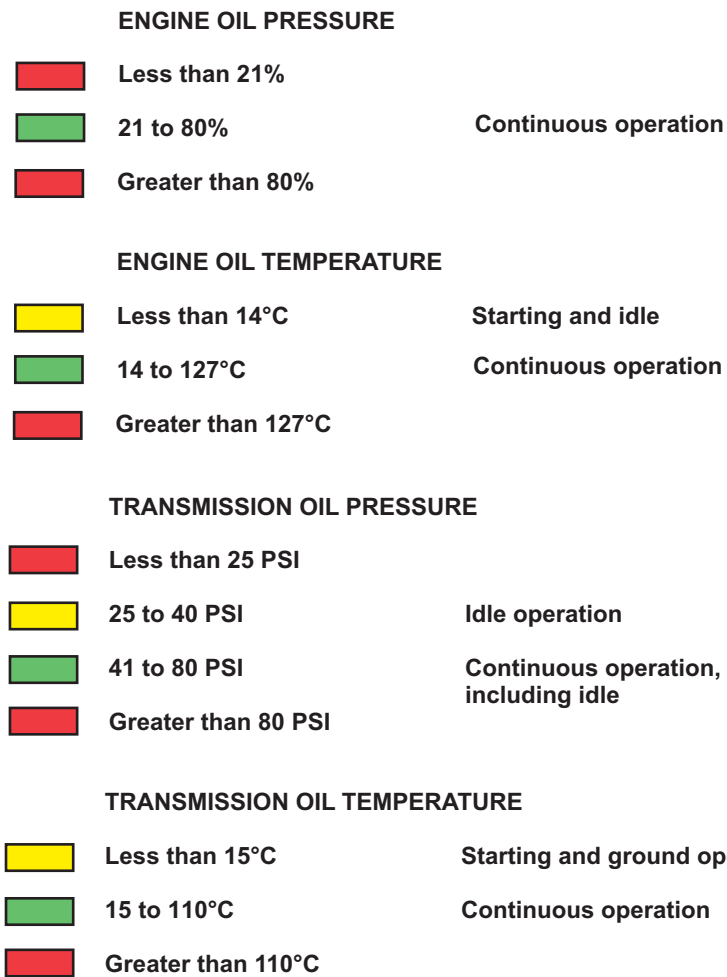 ENGINE OIL PRESSURE
Less than 21%
21 to 80% Continuous operation
Greater than 80%
ENGINE OIL TEMPERATURE
Less than 14°C Starting and idle
14 to 127°C Continuous operation
Greater than 127°C
TRANSMISSION OIL PRESSURE
Less than 25 PSI
25 to 40 PSI Idle operation
41 to 80 PSI Continuous operation,
including idle
Greater than 80 PSI
TRANSMISSION OIL TEMPERATURE
Less than 15°C Starting and ground op
15 to 110°C Continuous operation
Greater than 110°C